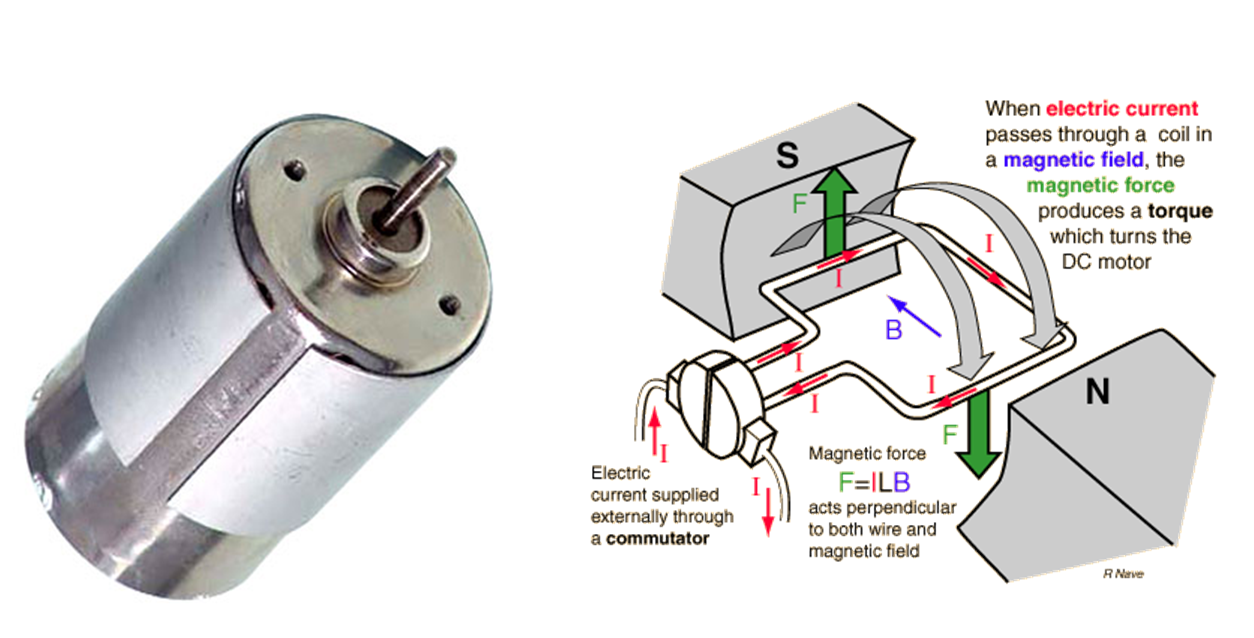 When electric current
passes through a coil in
a magnetic field, the
magnetic force
produces a torque
which turns the
DC motor
S
F
I
I
B
I
I
I
I
N
F
I
Electric
current supplied
externally through
a commutator
I
Magnetic force
F=ILB
acts perpendicular
to both wire and
magnetic field
R Nave